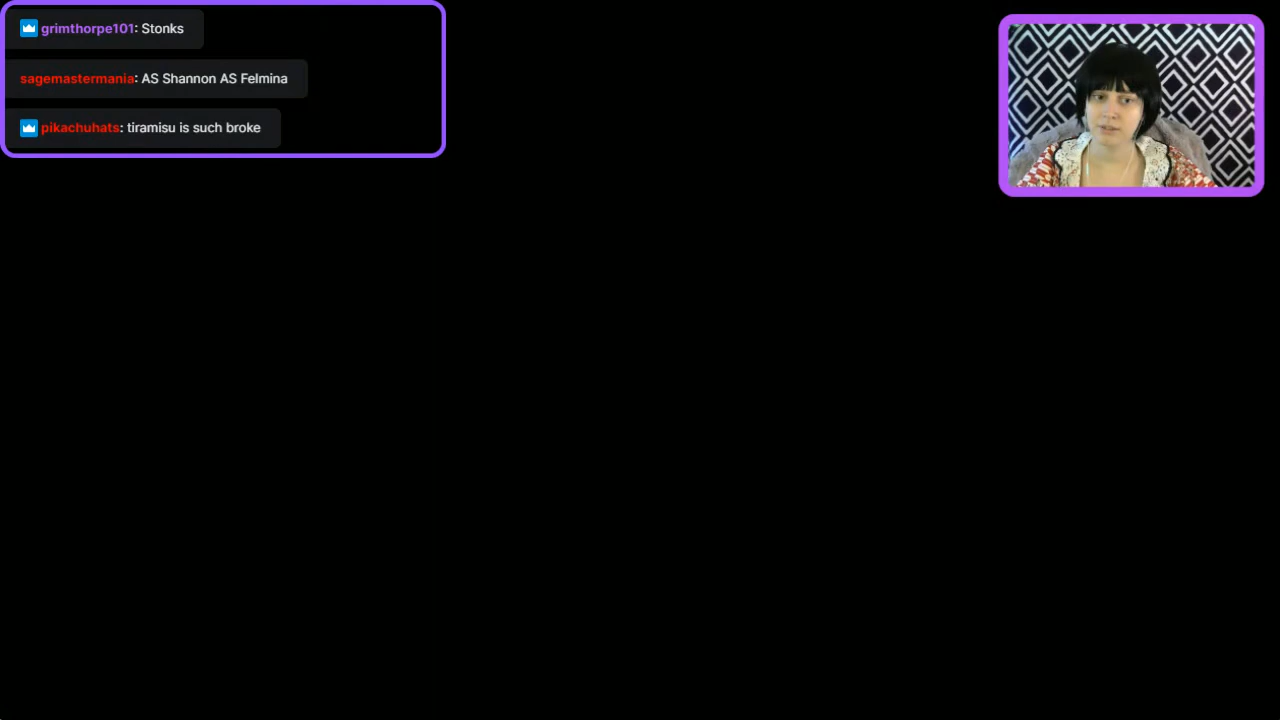 grimthorpe101: Stonks
sagemastermania: AS Shannon AS Felmina
pikachuhats: tiramisu is such broke